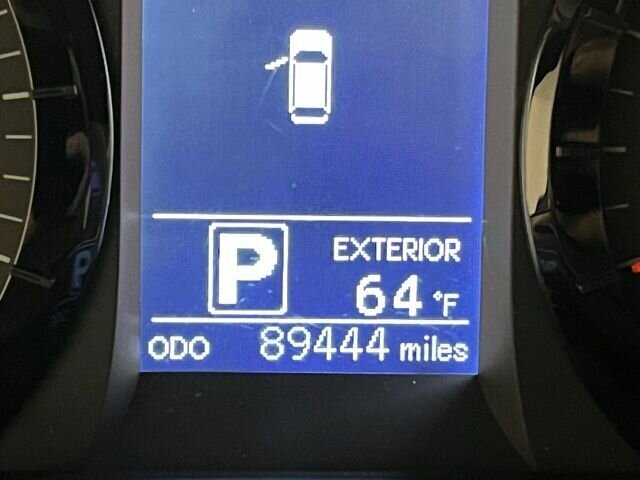 P
EXTERIOR
64 °F
ODO 89444 miles